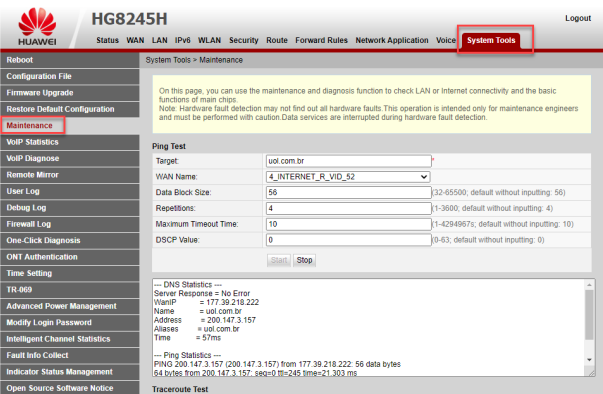 HUAWEI
HG8245H
Logout
Status WAN LAN IPv6 WLAN Security Route Forward Rules Network Application Voice System Tools
Reboot
Configuration File
Firmware Upgrade
Restore Default Configuration
Maintenance
VoIP Statistics
VoIP Diagnose
Remote Mirror
User Log
Debug Log
Firewall Log
One-Click Diagnosis
ONT Authentication
Time Setting
TR-069
Advanced Power Management
Modify Login Password
Intelligent Channel Statistics
Fault Info Collect
Indicator Status Management
Open Source Software Notice
System Tools > Maintenance
On this page, you can use the maintenance and diagnosis function to check LAN or Internet connectivity and the basic
functions of main chips.
Note: Hardware fault detection may not find out all hardware faults.This operation is intended only for maintenance engineers
and must be performed with caution.Data services are interrupted during hardware fault detection.
Ping Test
Target: uol.com.br *
WAN Name: 4_INTERNET_R_VID_52
Data Block Size: 56 (32-65500; default without inputting: 56)
Repetitions: 4 (1-3600; default without inputting: 4)
Maximum Timeout Time: 10 (1-4294967s; default without inputting: 10)
DSCP Value: 0 (0-63; default without inputting: 0)
Start Stop
--- DNS Statistics ---
Server Response = No Error
WanIP = 177.39.218.222
Name = uol.com.br
Address = 200.147.3.157
Aliases = uol.com.br
Time = 57ms
--- Ping Statistics ---
PING 200.147.3.157 (200.147.3.157) from 177.39.218.222: 56 data bytes
64 bytes from 200.147.3.157: seq=0 ttl=245 time=21.303 ms
Traceroute Test